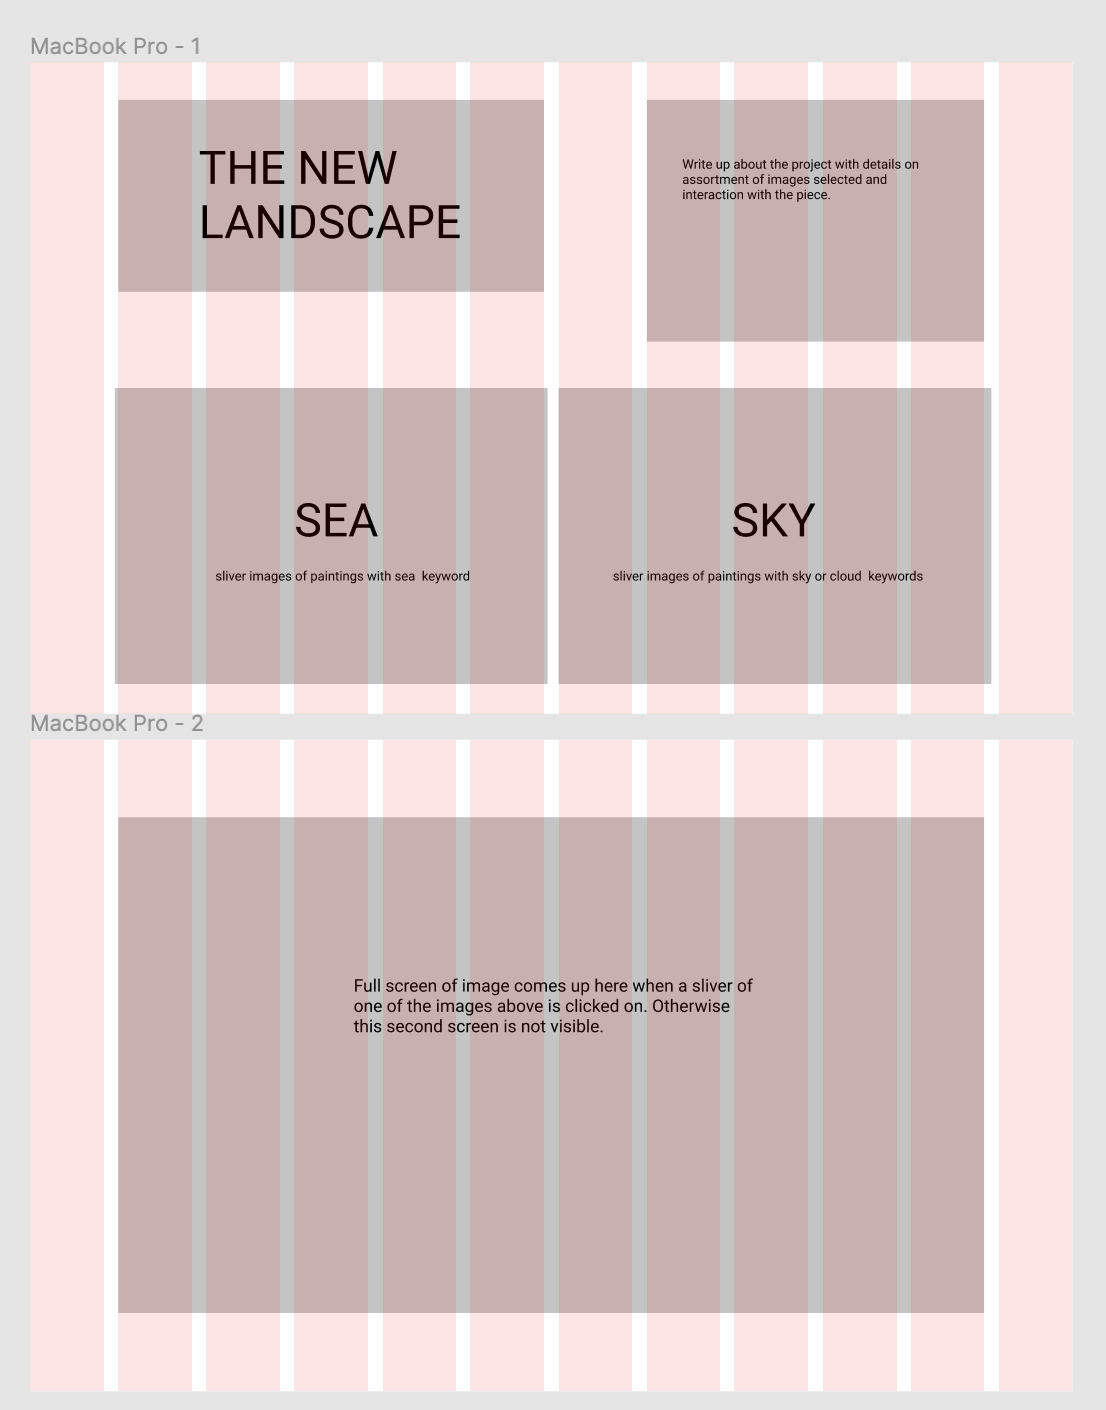 MacBook Pro - 1
THE NEW
LANDSCAPE
Write up about the project with details on
assortment of images selected and
interaction with the piece.
SEA
sliver images of paintings with sea  keyword
SKY
sliver images of paintings with sky or cloud  keywords
MacBook Pro - 2
Full screen of image comes up here when a sliver of
one of the images above is clicked on. Otherwise
this second screen is not visible.